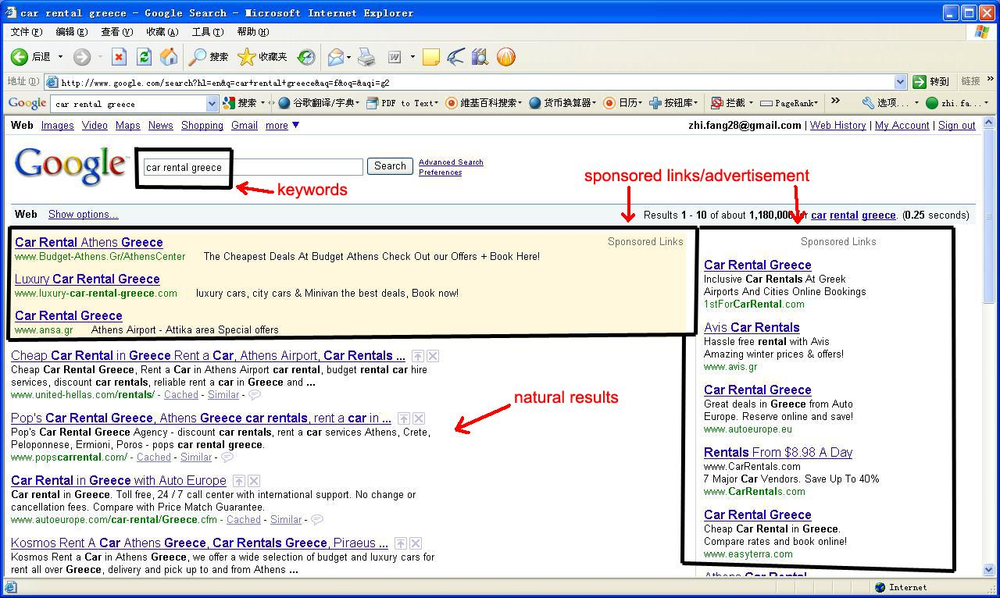 car rental greece - Google Search - Microsoft Internet Explorer
文件(F) 编辑(E) 查看(V) 收藏(A) 工具(T) 帮助(H)
后退 搜索 收藏夹
地址(D) http://www.google.com/search?hl=en&q=car+rental+greece&aq=f&oq=&aqi=g2 转到 链接 »
Google car rental greece 搜索 谷歌翻译/字典 PDF to Text 维基百科搜索 货币换算器 日历 按钮库 拦截 PageRank » 选项... zhi.fa...
Web Images Video Maps News Shopping Gmail more ▼ zhi.fang28@gmail.com | Web History | My Account | Sign out
Google™ car rental greece Search Advanced Search
Preferences
keywords
sponsored links/advertisement
Web Show options... Results 1 - 10 of about 1,180,000 for car rental greece. (0.25 seconds)
Car Rental Athens Greece Sponsored Links
www.Budget-Athens.Gr/AthensCenter The Cheapest Deals At Budget Athens Check Out our Offers + Book Here!
Luxury Car Rental Greece
www.luxury-car-rental-greece.com luxury cars, city cars & Minivan the best deals, Book now!
Car Rental Greece
www.ansa.gr Athens Airport - Attika area Special offers
Cheap Car Rental in Greece Rent a Car, Athens Airport, Car Rentals ...
Cheap Car Rental Greece, Rent a Car in Athens Airport car rental, budget rental car hire
services, discount car rentals, reliable rent a car in Greece and ...
www.united-hellas.com/rentals/ - Cached - Similar -
natural results
Pop's Car Rental Greece, Athens Greece car rentals, rent a car in ...
Pop's Car Rental Greece Agency - discount car rentals, rent a car services Athens, Crete,
Peloponnese, Ermioni, Poros - pops car rental greece.
www.popscarrental.com/ - Cached - Similar -
Car Rental in Greece with Auto Europe
Car rental in Greece. Toll free, 24 / 7 call center with international support. No change or
cancellation fees. Compare with Price Match Guarantee.
www.autoeurope.com/car-rental/Greece.cfm - Cached - Similar -
Kosmos Rent A Car Athens Greece, Car Rentals Greece, Piraeus ...
Kosmos Rent a Car in Athens Greece, we offer a wide selection of budget and luxury cars for
rent all over Greece, delivery and pick up to and from Athens ...
Sponsored Links
Car Rental Greece
Inclusive Car Rentals At Greek
Airports And Cities Online Bookings
1stForCarRental.com
Avis Car Rentals
Hassle free rental with Avis
Amazing winter prices & offers!
www.avis.gr
Car Rental Greece
Great deals in Greece from Auto
Europe. Reserve online and save!
www.autoeurope.eu
Rentals From $8.98 A Day
www.CarRentals.com
7 Major Car Vendors. Save Up To 40%
www.CarRentals.com
Car Rental Greece
Cheap Car Rental in Greece.
Compare rates and book online!
www.easyterra.com
Athens Car Rental
Internet